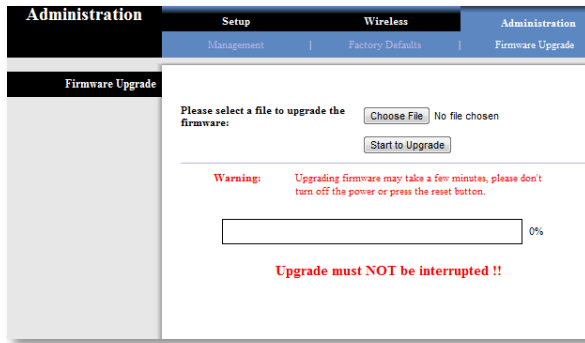 Administration
Setup Wireless Administration
Management | Factory Defaults | Firmware Upgrade
Firmware Upgrade
Please select a file to upgrade the
firmware:
Choose File No file chosen
Start to Upgrade
Warning: Upgrading firmware may take a few minutes, please don't
turn off the power or press the reset button.
0%
Upgrade must NOT be interrupted !!